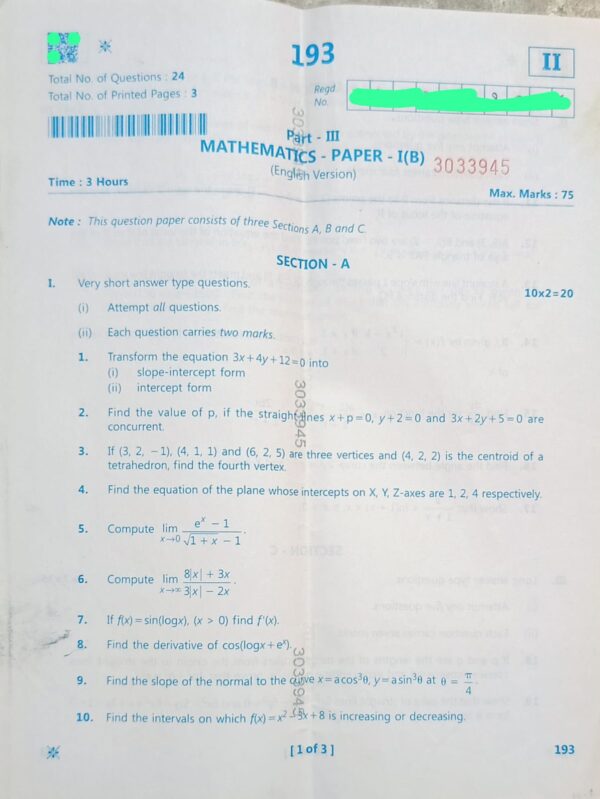 193
II
Total No. of Questions : 24
Total No. of Printed Pages : 3
Regd.
No.
Part - III
MATHEMATICS - PAPER - I(B)
3033945
(English Version)
Time : 3 Hours
Max. Marks : 75
Note : This question paper consists of three Sections A, B and C.
SECTION - A
I. Very short answer type questions. 10x2=20
(i) Attempt all questions.
(ii) Each question carries two marks.
1. Transform the equation 3x+4y+12=0 into
(i) slope-intercept form
(ii) intercept form
2. Find the value of p, if the straight lines x+p=0, y+2=0 and 3x+2y+5=0 are
concurrent.
3. If (3, 2, −1), (4, 1, 1) and (6, 2, 5) are three vertices and (4, 2, 2) is the centroid of a
tetrahedron, find the fourth vertex.
4. Find the equation of the plane whose intercepts on X, Y, Z-axes are 1, 2, 4 respectively.
5. Compute lim x→0 (e^x − 1)/(√(1 + x) − 1).
6. Compute lim x→∞ (8|x| + 3x)/(3|x| − 2x).
7. If f(x)=sin(logx), (x > 0) find f'(x).
8. Find the derivative of cos(logx+e^x).
9. Find the slope of the normal to the curve x=acos³θ, y=asin³θ at θ = π/4.
10. Find the intervals on which f(x)=x²−3x+8 is increasing or decreasing.
3033945
3033945
[ 1 of 3 ]
193